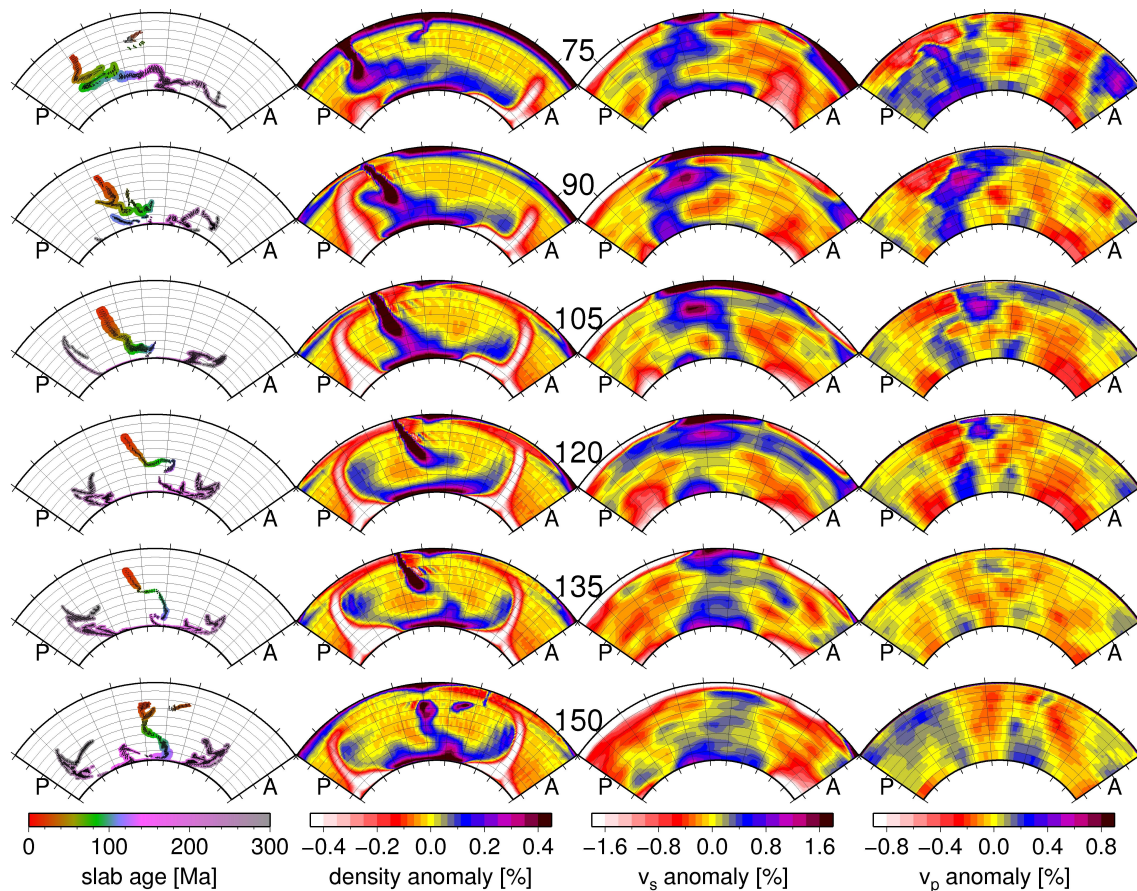 75
P A P A P A P A
90
P A P A P A P A
105
P A P A P A P A
120
P A P A P A P A
135
P A P A P A P A
150
P A P A P A P A
0 100 200 300 −0.4 −0.2 0.0 0.2 0.4 −1.6 −0.8 0.0 0.8 1.6 −0.8 −0.4 0.0 0.4 0.8
slab age [Ma] density anomaly [%] vs anomaly [%] vp anomaly [%]